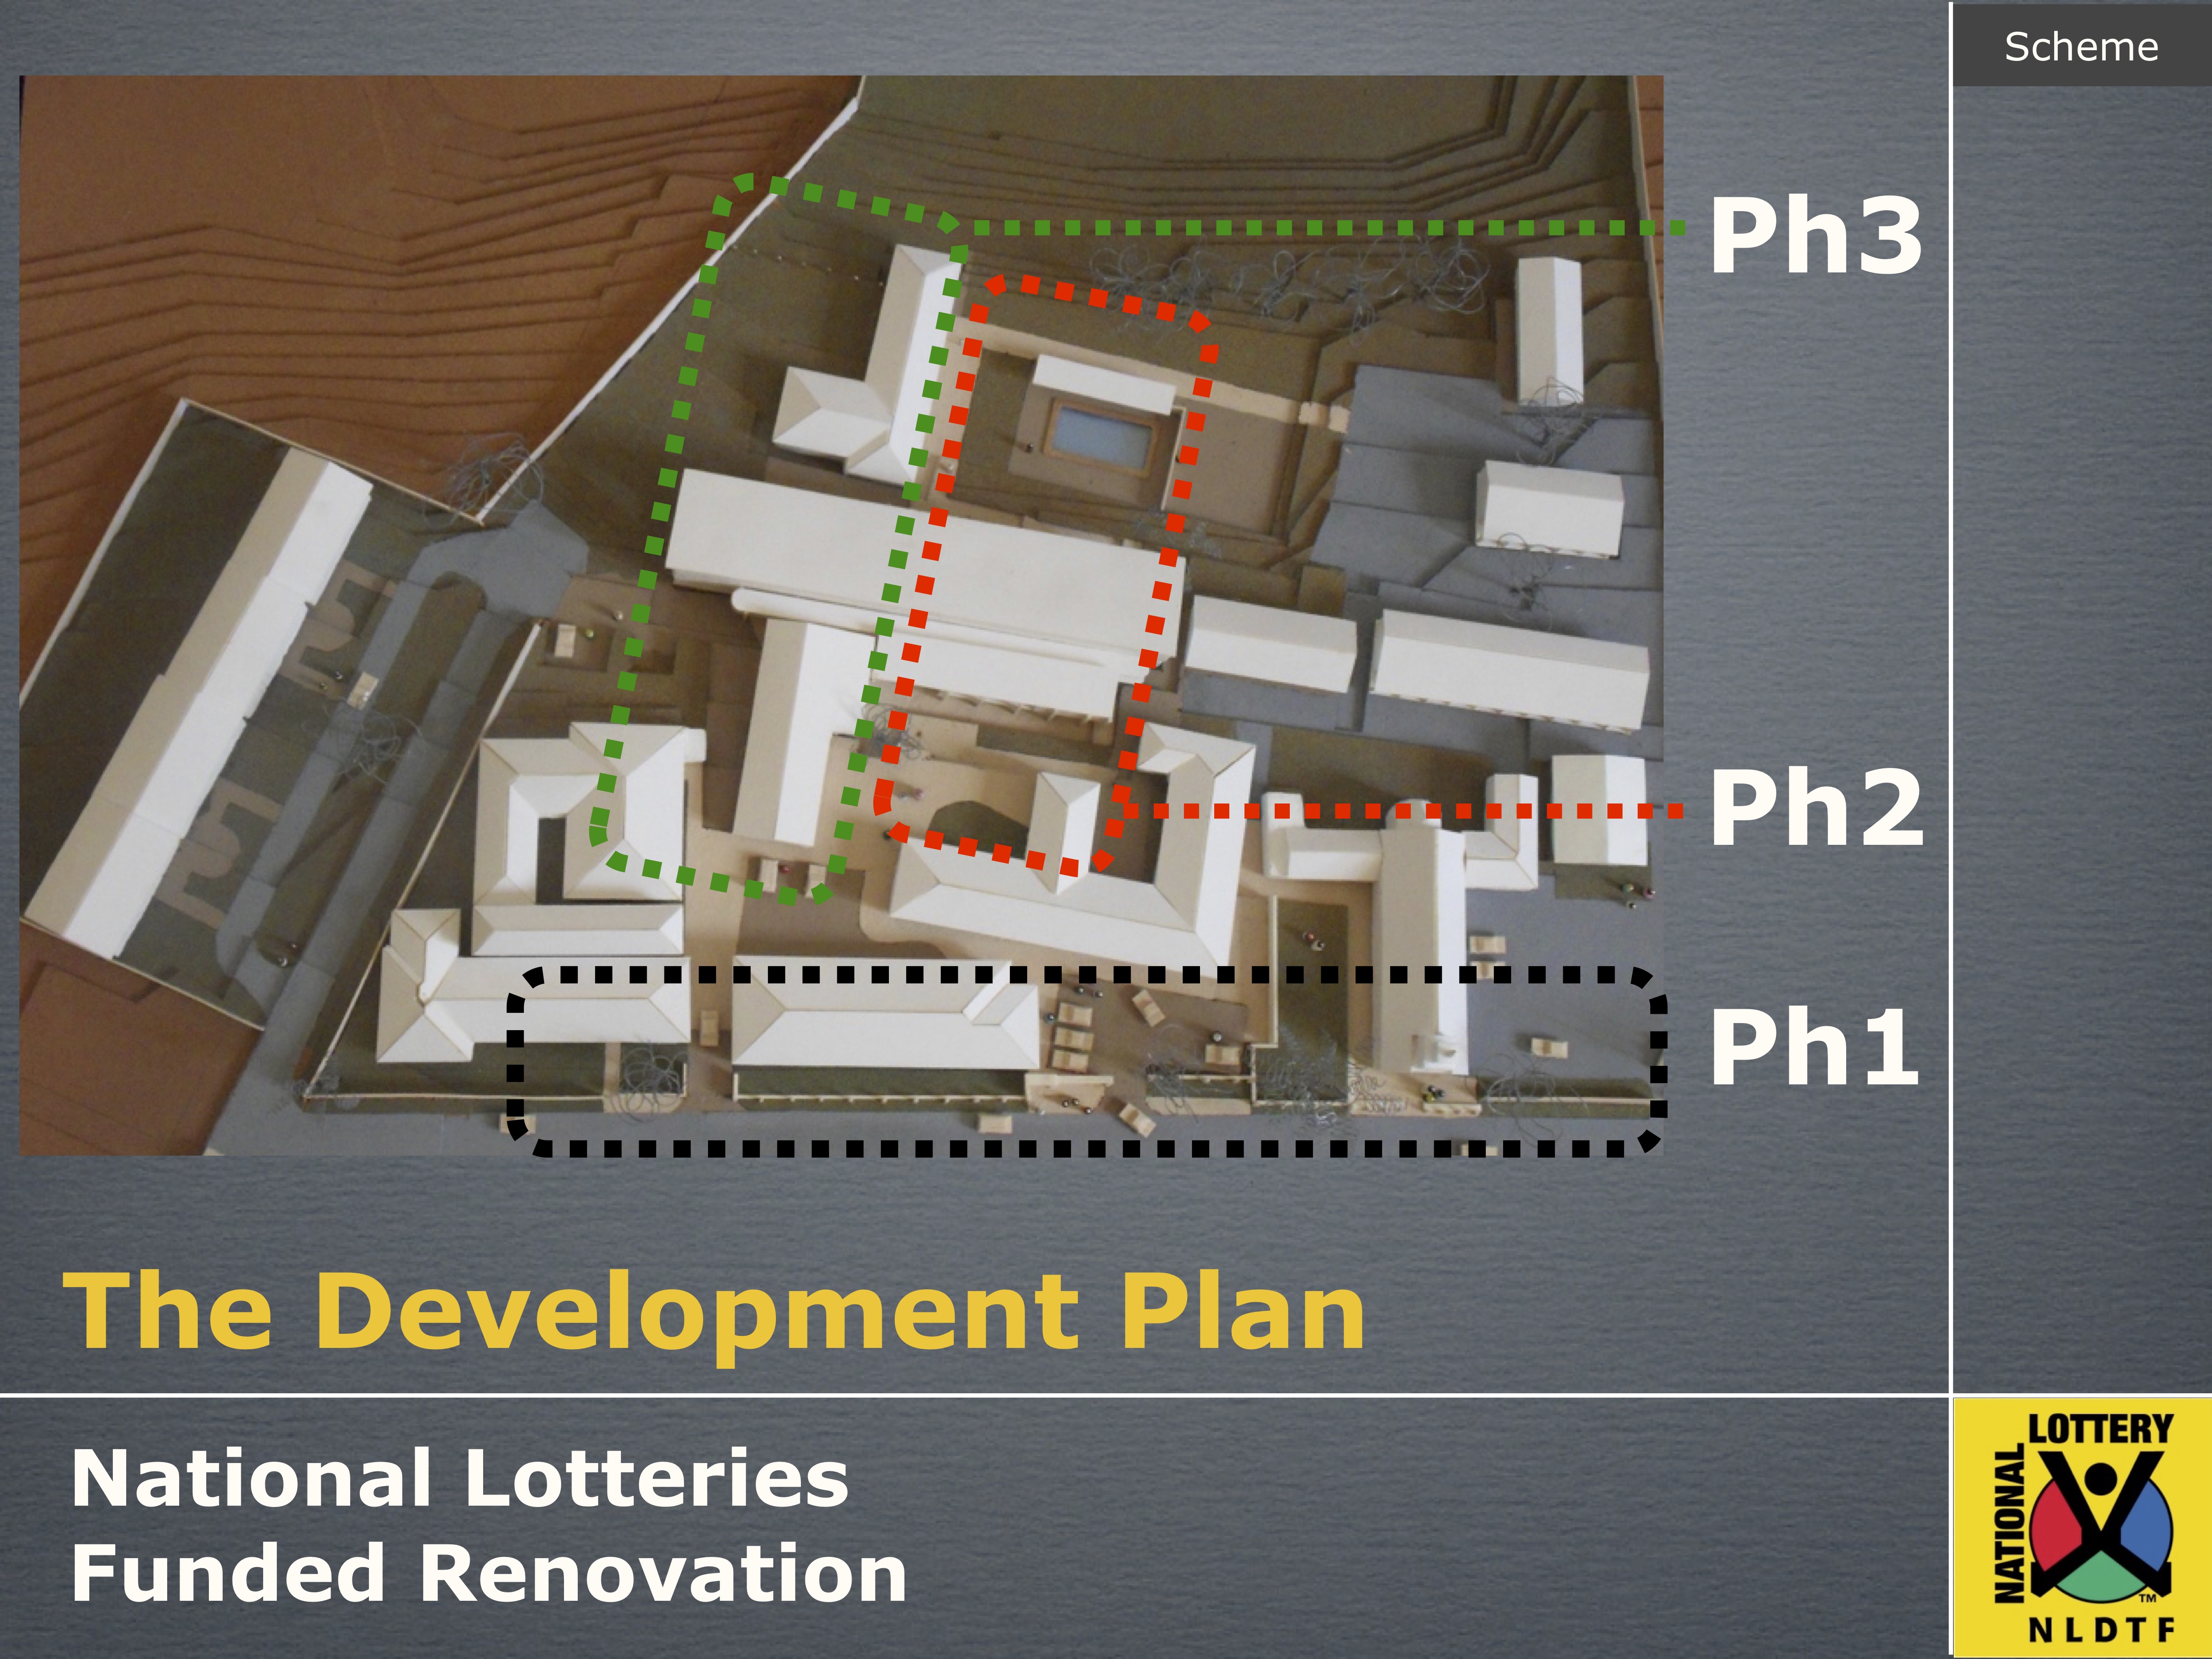 Scheme
Ph3
Ph2
Ph1
The Development Plan
National Lotteries
Funded Renovation
LOTTERY
NATIONAL
TM
NLDTF